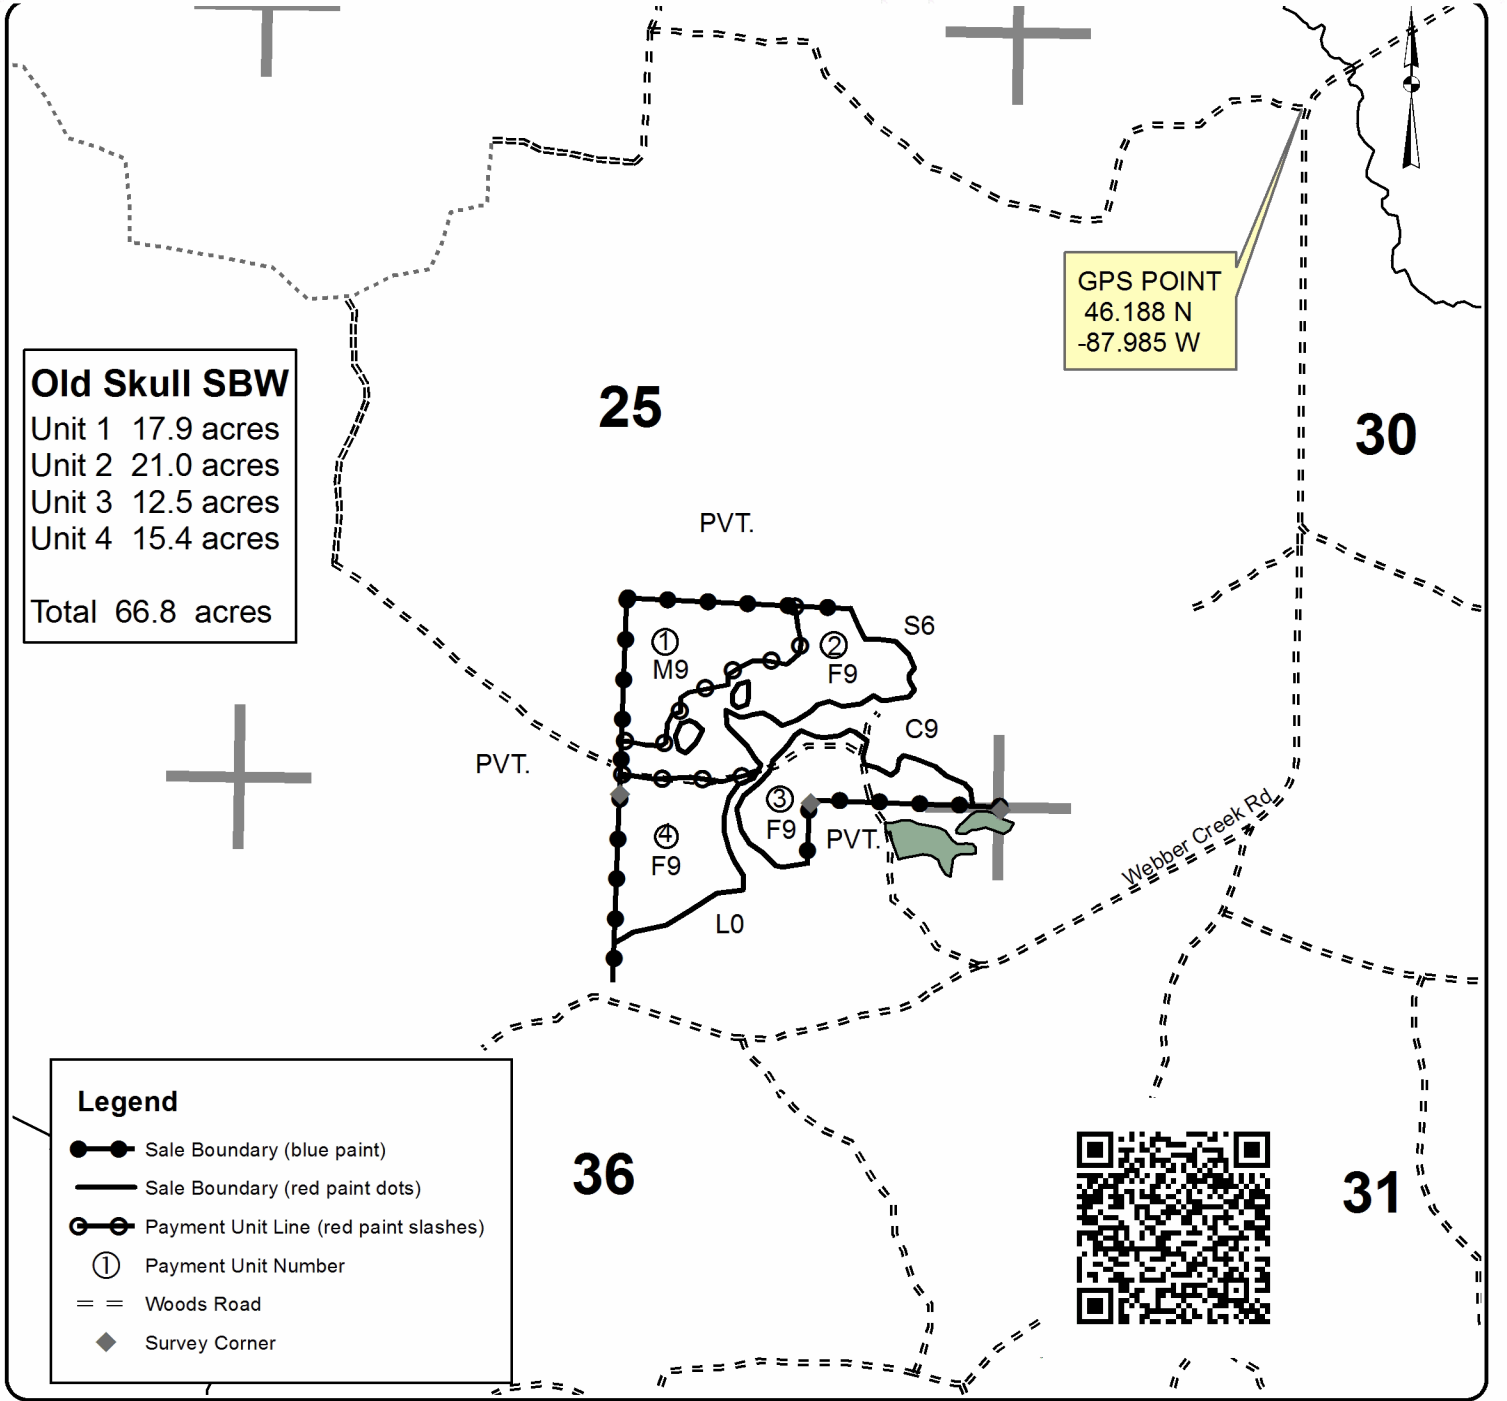 GPS POINT
46.188 N
-87.985 W
Old Skull SBW
Unit 1 17.9 acres
Unit 2 21.0 acres
Unit 3 12.5 acres
Unit 4 15.4 acres
Total 66.8 acres
25
30
PVT.
S6
1
M9
2
F9
C9
PVT.
3
F9
PVT.
4
F9
L0
Webber Creek Rd
36
31
Legend
Sale Boundary (blue paint)
Sale Boundary (red paint dots)
Payment Unit Line (red paint slashes)
1 Payment Unit Number
Woods Road
Survey Corner